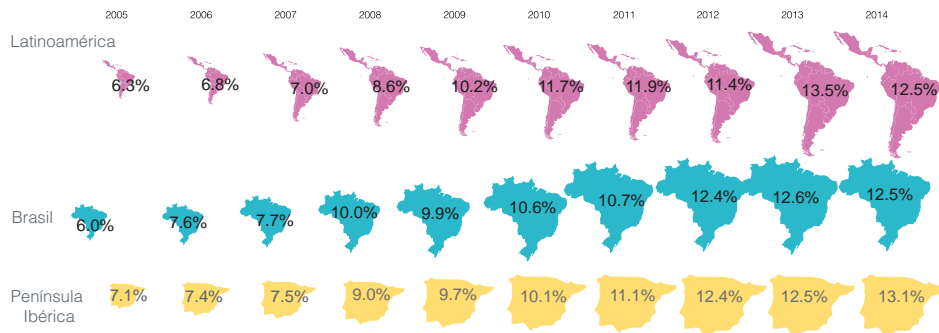 2005 2006 2007 2008 2009 2010 2011 2012 2013 2014
Latinoamérica
6.3% 6.8% 7.0% 8.6% 10.2% 11.7% 11.9% 11.4% 13.5% 12.5%
Brasil
6.0% 7.6% 7.7% 10.0% 9.9% 10.6% 10.7% 12.4% 12.6% 12.5%
Península
Ibérica
7.1% 7.4% 7.5% 9.0% 9.7% 10.1% 11.1% 12.4% 12.5% 13.1%